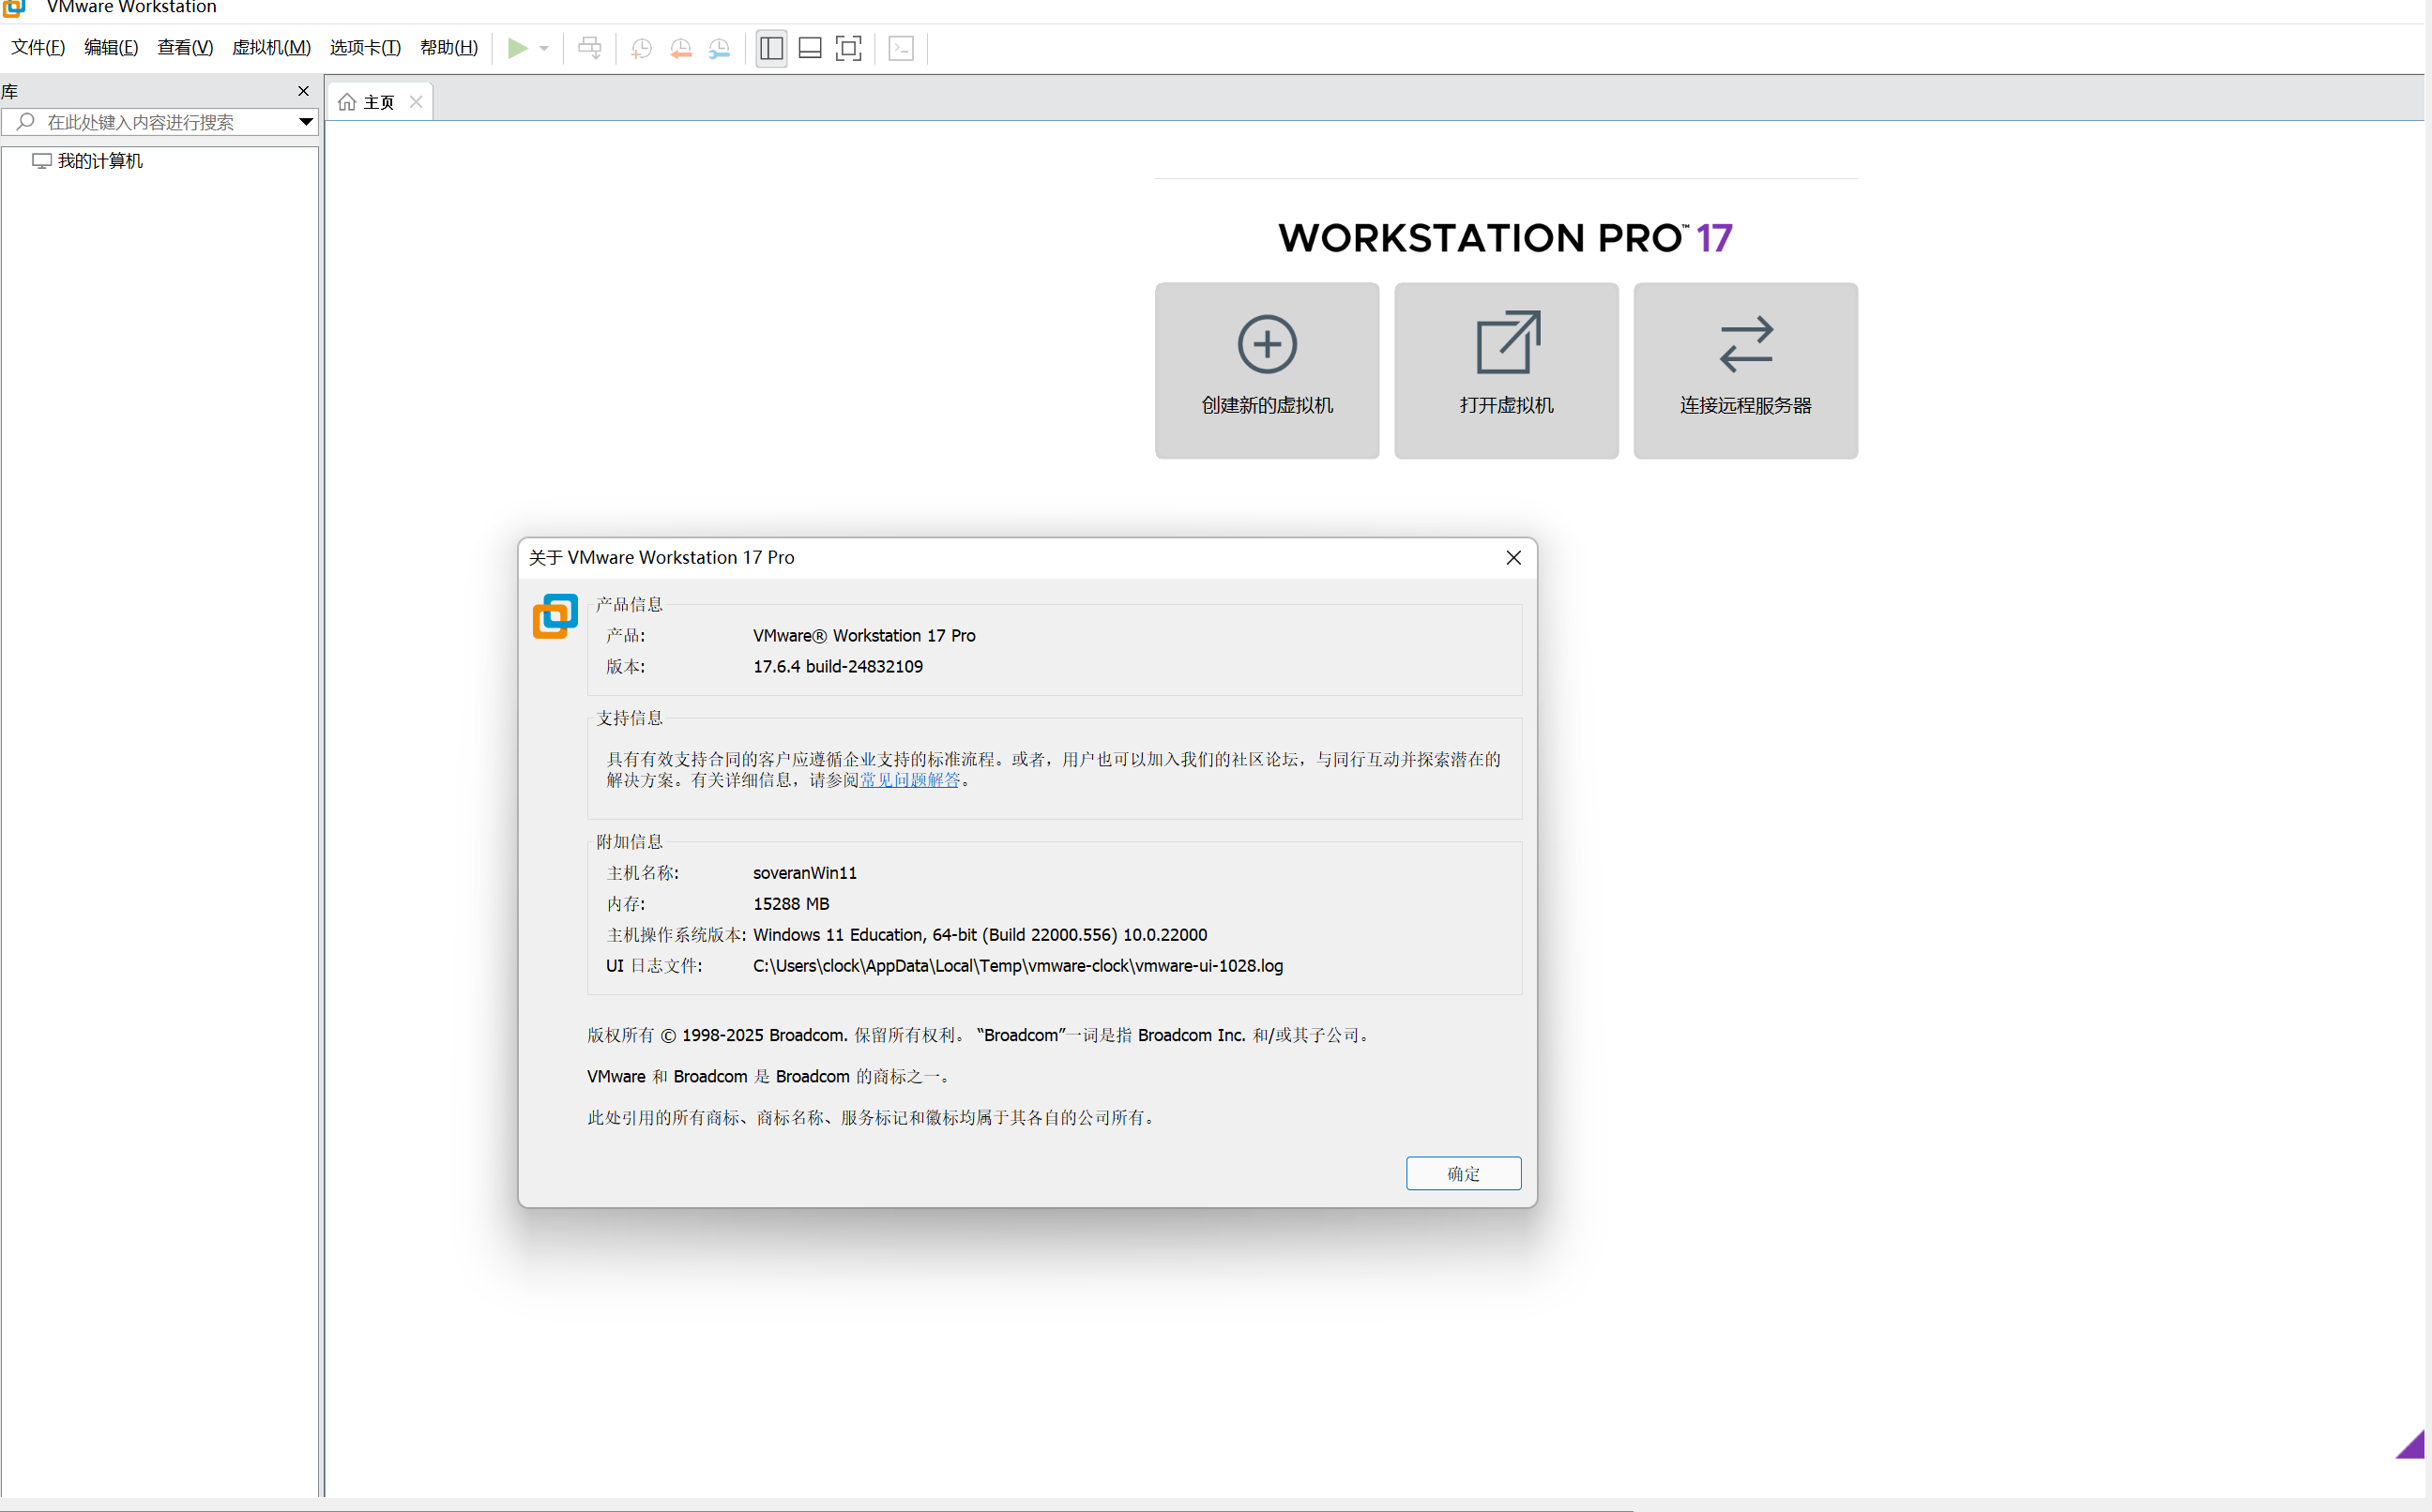 VMware Workstation
文件(F) 编辑(E) 查看(V) 虚拟机(M) 选项卡(T) 帮助(H)
库
主页
在此处键入内容进行搜索
我的计算机
WORKSTATION PRO™ 17
创建新的虚拟机
打开虚拟机
连接远程服务器
关于 VMware Workstation 17 Pro
产品信息
产品: VMware® Workstation 17 Pro
版本: 17.6.4 build-24832109
支持信息
具有有效支持合同的客户应遵循企业支持的标准流程。或者，用户也可以加入我们的社区论坛，与同行互动并探索潜在的
解决方案。有关详细信息，请参阅常见问题解答。
附加信息
主机名称: soveranWin11
内存: 15288 MB
主机操作系统版本: Windows 11 Education, 64-bit (Build 22000.556) 10.0.22000
UI 日志文件: C:\Users\clock\AppData\Local\Temp\vmware-clock\vmware-ui-1028.log
版权所有 © 1998-2025 Broadcom. 保留所有权利。 “Broadcom”一词是指 Broadcom Inc. 和/或其子公司。
VMware 和 Broadcom 是 Broadcom 的商标之一。
此处引用的所有商标、商标名称、服务标记和徽标均属于其各自的公司所有。
确定